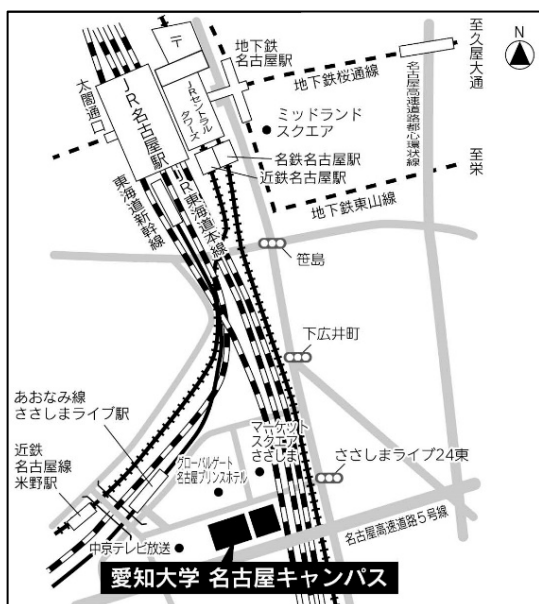 〒
地下鉄
名古屋駅
至久屋大通
N
太閤通口
JR名古屋駅
JRセントラル
タワーズ
地下鉄桜通線
名古屋高速道路都心環状線
ミッドランド
スクエア
名鉄名古屋駅
近鉄名古屋駅
至栄
地下鉄東山線
東海道新幹線
JR東海道本線
笹島
下広井町
あおなみ線
ささしまライブ駅
マーケット
スクエア
ささしま
近鉄
名古屋線
米野駅
グローバルゲート
名古屋プリンスホテル
ささしまライブ24東
名古屋高速道路5号線
中京テレビ放送
愛知大学 名古屋キャンパス